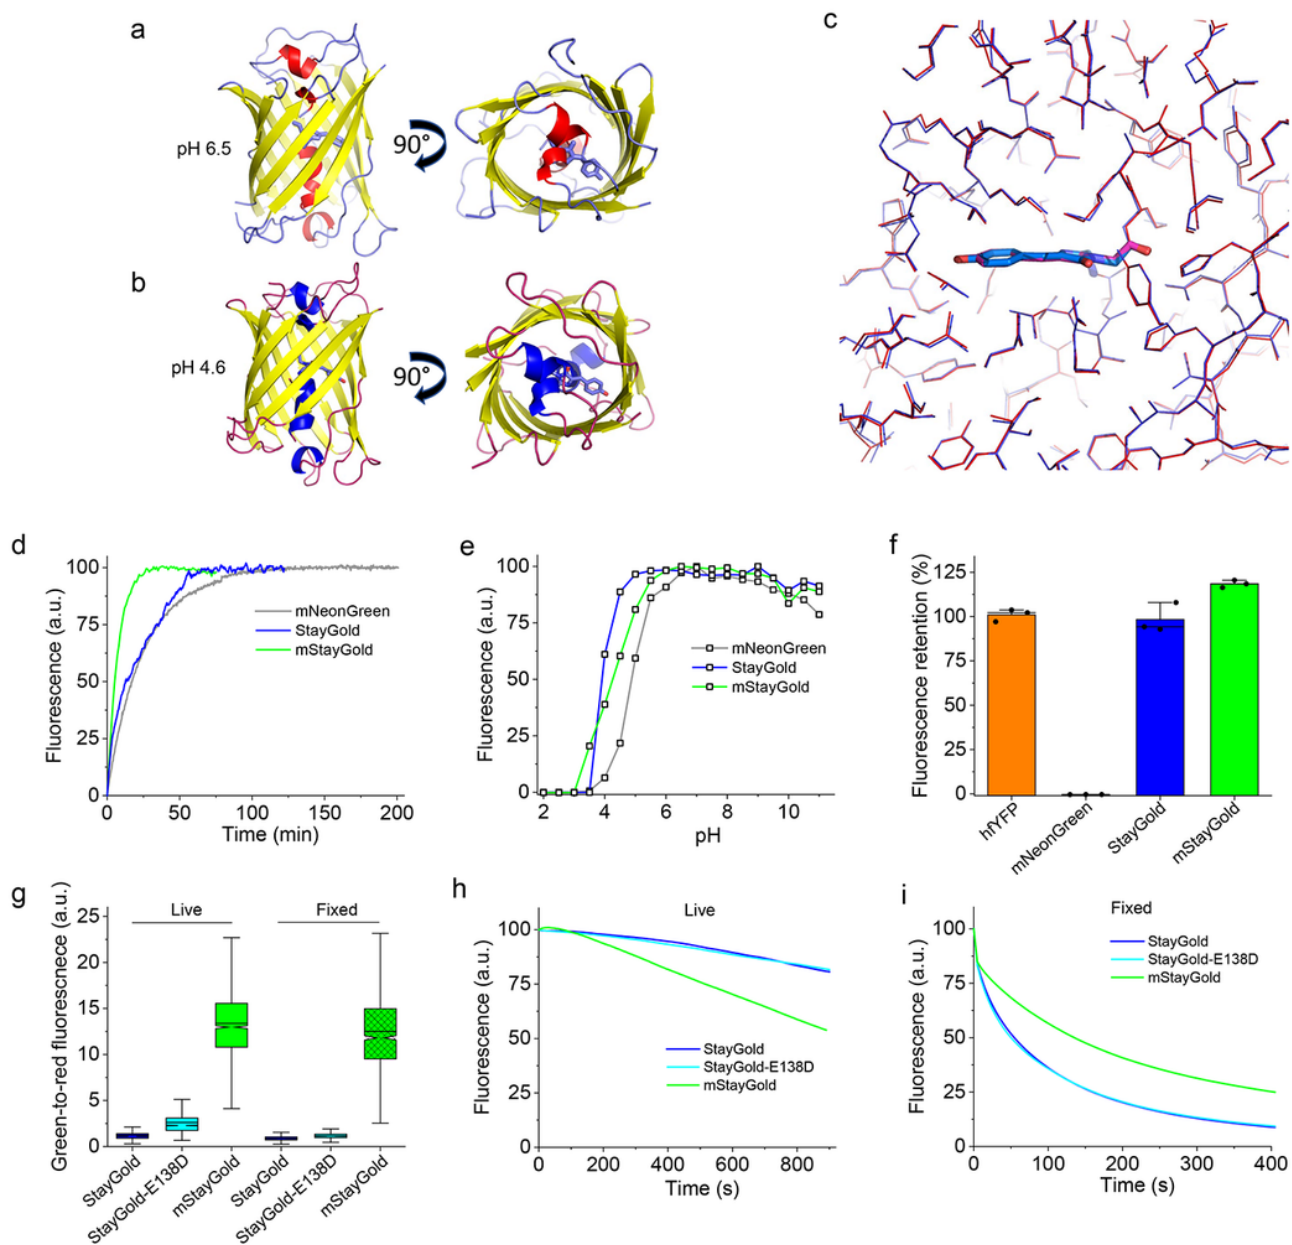 a
pH 6.5
90°
b
pH 4.6
90°
c
d
Fluorescence (a.u.)
100
75
50
25
0
mNeonGreen
StayGold
mStayGold
0
50
100
150
200
Time (min)
e
Fluorescence (a.u.)
100
75
50
25
0
mNeonGreen
StayGold
mStayGold
2
4
6
8
10
pH
f
Fluorescence retention (%)
125
100
75
50
25
0
hfYFP
mNeonGreen
StayGold
mStayGold
g
Green-to-red fluorescnece (a.u.)
25
20
15
10
5
0
Live
Fixed
StayGold
StayGold-E138D
mStayGold
StayGold
StayGold-E138D
mStayGold
h
Live
Fluorescence (a.u.)
100
75
50
25
0
StayGold
StayGold-E138D
mStayGold
0
200
400
600
800
Time (s)
i
Fixed
Fluorescence (a.u.)
100
75
50
25
0
StayGold
StayGold-E138D
mStayGold
0
100
200
300
400
Time (s)